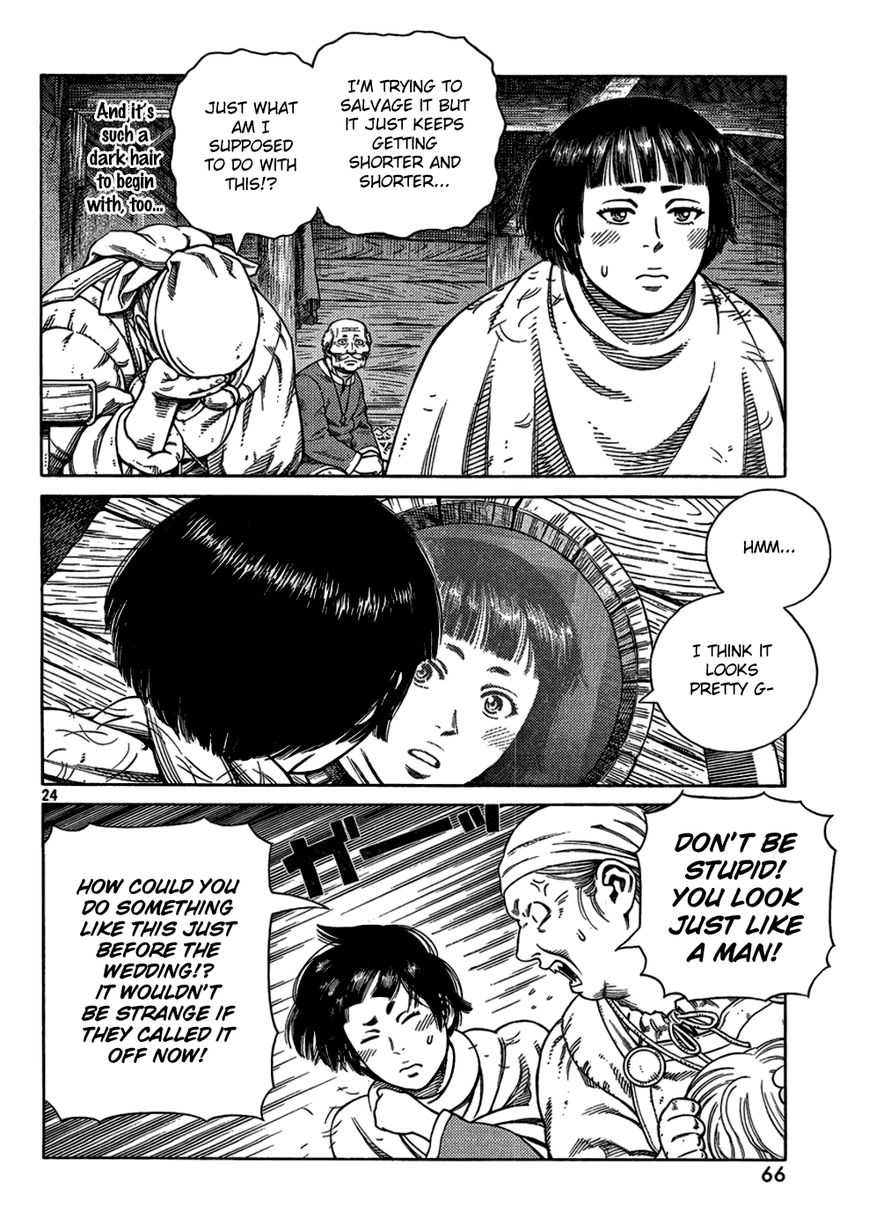 I'M TRYING TO
SALVAGE IT BUT
IT JUST KEEPS
GETTING
SHORTER AND
SHORTER...
JUST WHAT
AM I
SUPPOSED
TO DO WITH
THIS!?
And it's
such a
dark hair
to begin
with, too...
HMM...
I THINK IT
LOOKS
PRETTY G-
24
DON'T BE
STUPID!
YOU LOOK
JUST LIKE
A MAN!
ガーッ
HOW COULD YOU
DO SOMETHING
LIKE THIS JUST
BEFORE THE
WEDDING!?
IT WOULDN'T
BE STRANGE IF
THEY CALLED IT
OFF NOW!
66